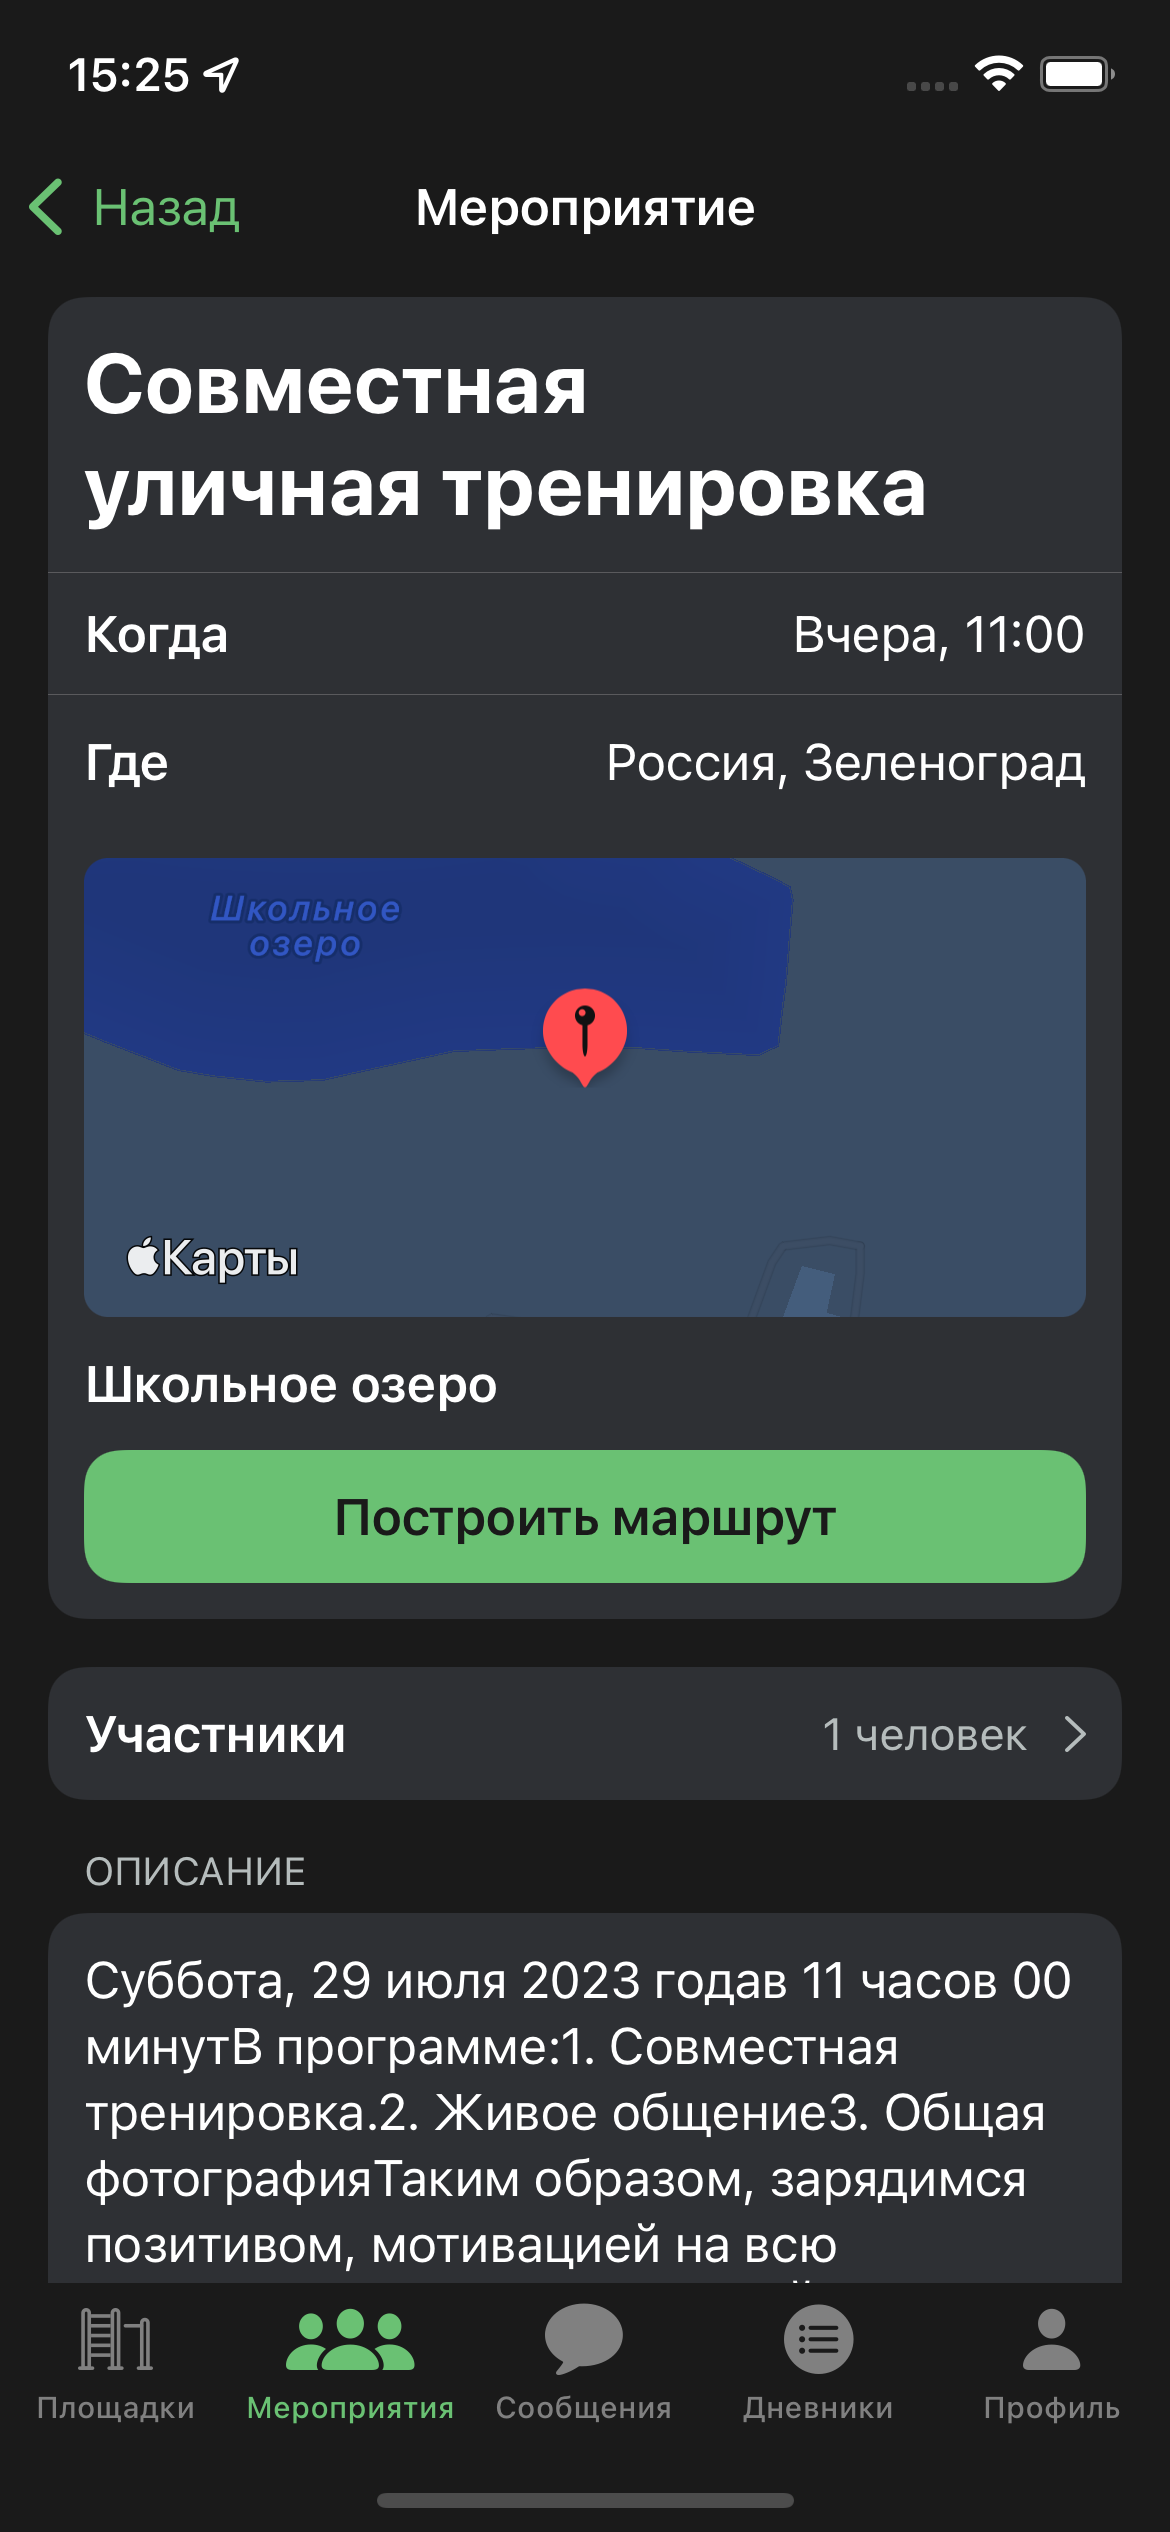 15:25
Назад
Мероприятие
Совместная
уличная тренировка
Когда
Вчера, 11:00
Где
Россия, Зеленоград
Школьное
озеро
Карты
Школьное озеро
Построить маршрут
Участники
1 человек
ОПИСАНИЕ
Суббота, 29 июля 2023 годав 11 часов 00
минутВ программе:1. Совместная
тренировка.2. Живое общение3. Общая
фотографияТаким образом, зарядимся
позитивом, мотивацией на всю
Площадки
Мероприятия
Сообщения
Дневники
Профиль